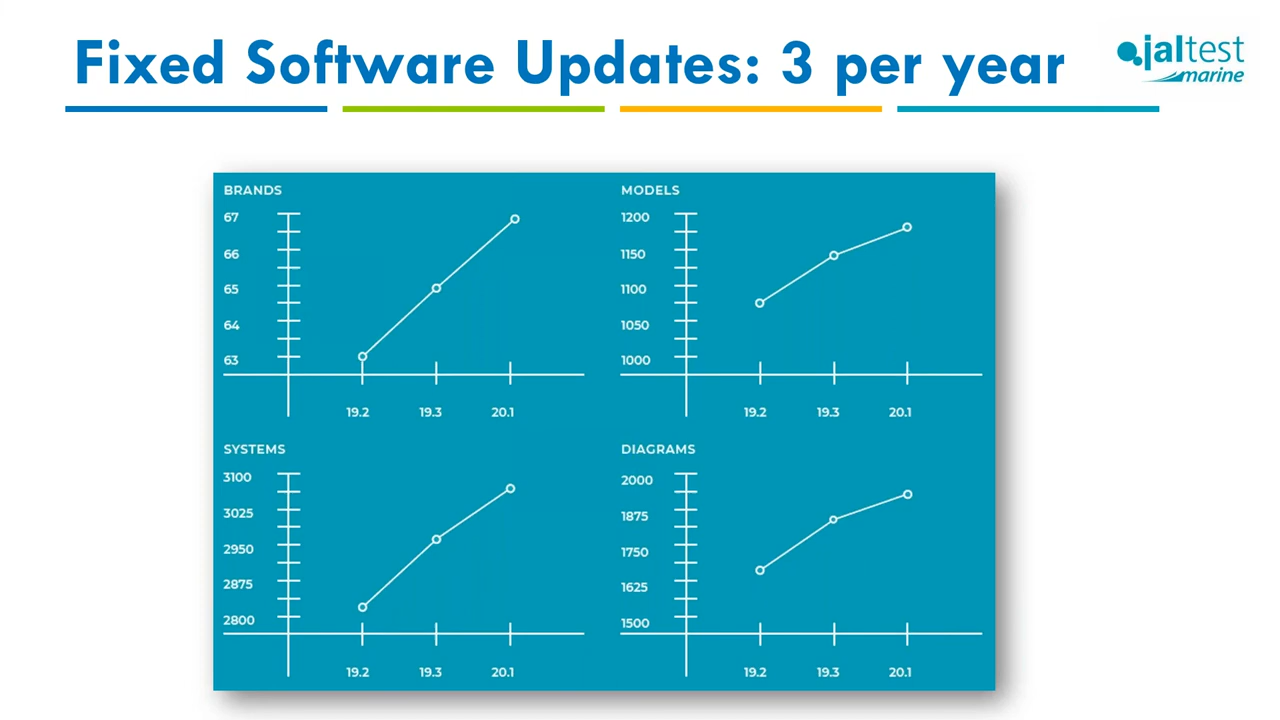 Fixed Software Updates: 3 per year
jaltest
marine
BRANDS
67
66
65
64
63
19.2 19.3 20.1
MODELS
1200
1150
1100
1050
1000
19.2 19.3 20.1
SYSTEMS
3100
3025
2950
2875
2800
19.2 19.3 20.1
DIAGRAMS
2000
1875
1750
1625
1500
19.2 19.3 20.1